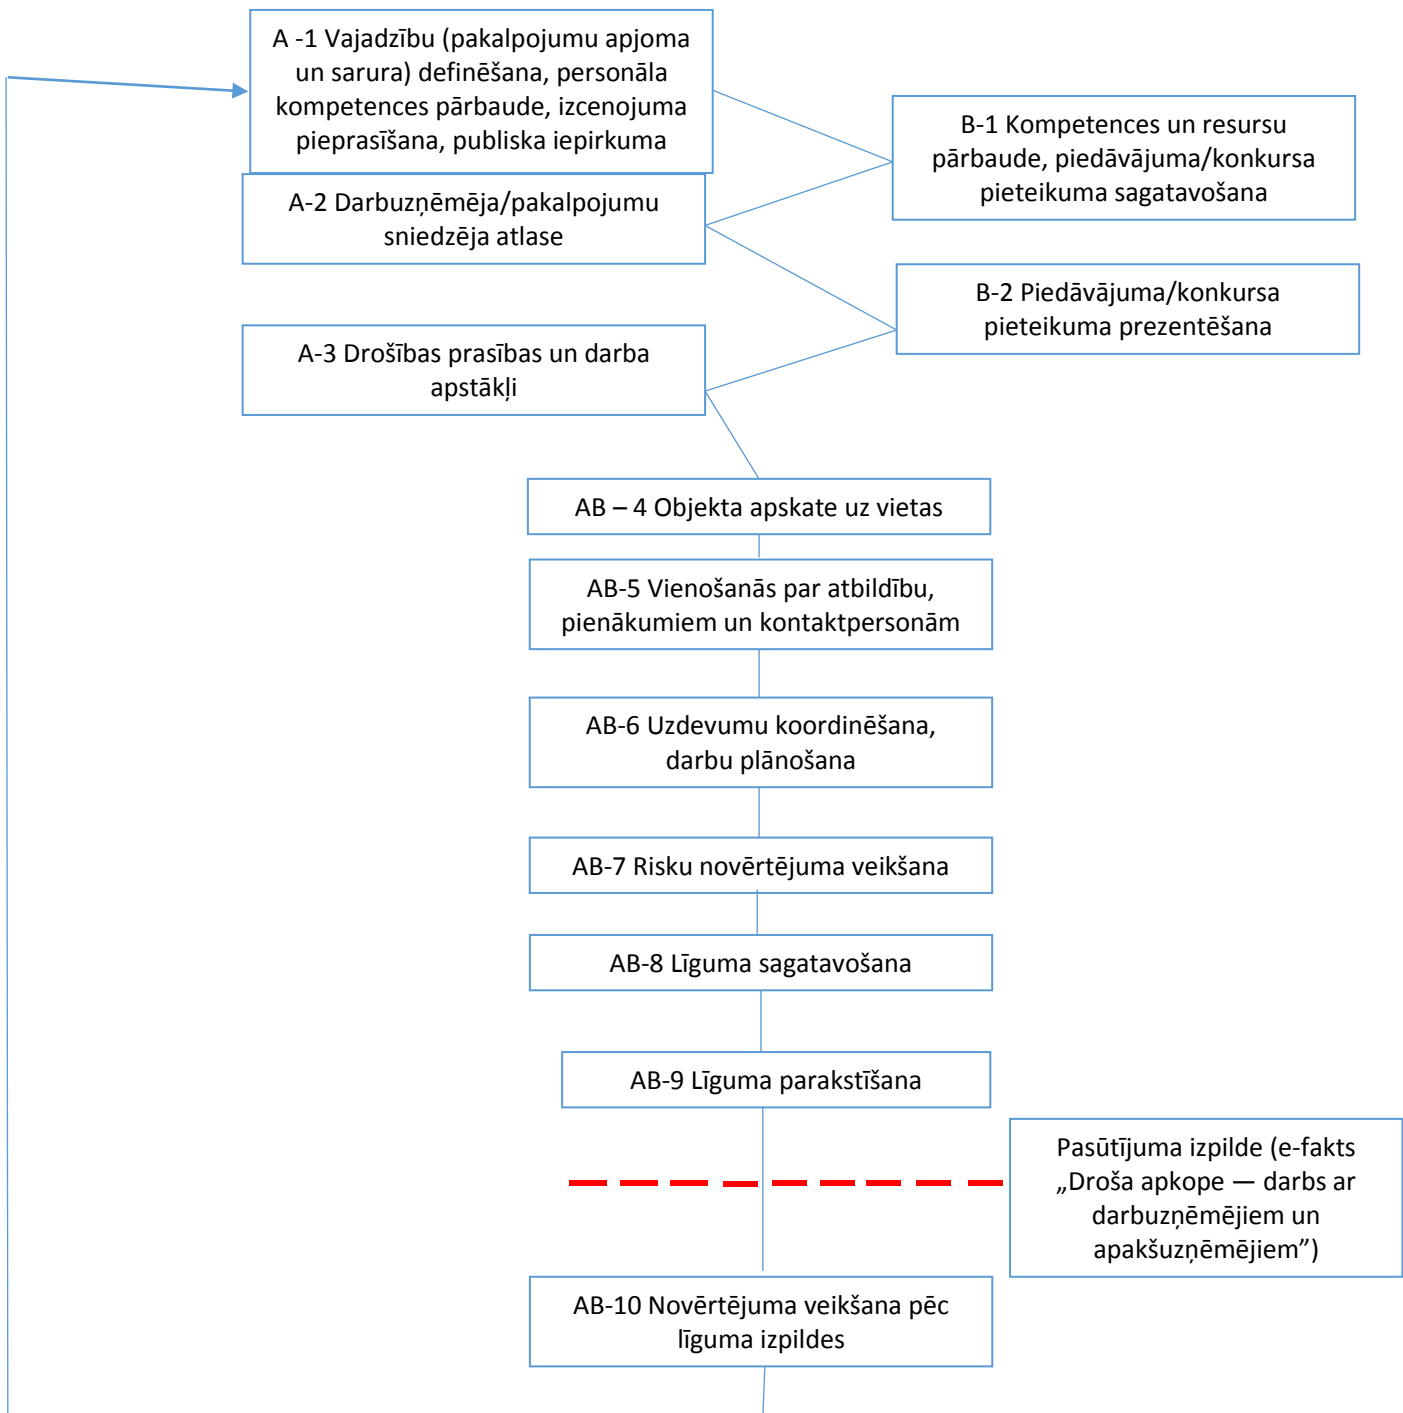 A -1 Vajadzību (pakalpojumu apjoma
un sarura) definēšana, personāla
kompetences pārbaude, izcenojuma
pieprasīšana, publiska iepirkuma
B-1 Kompetences un resursu
pārbaude, piedāvājuma/konkursa
pieteikuma sagatavošana
A-2 Darbuzņēmēja/pakalpojumu
sniedzēja atlase
B-2 Piedāvājuma/konkursa
pieteikuma prezentēšana
A-3 Drošības prasības un darba
apstākļi
AB – 4 Objekta apskate uz vietas
AB-5 Vienošanās par atbildību,
pienākumiem un kontaktpersonām
AB-6 Uzdevumu koordinēšana,
darbu plānošana
AB-7 Risku novērtējuma veikšana
AB-8 Līguma sagatavošana
AB-9 Līguma parakstīšana
Pasūtījuma izpilde (e-fakts
„Droša apkope — darbs ar
darbuzņēmējiem un
apakšuzņēmējiem”)
AB-10 Novērtējuma veikšana pēc
līguma izpildes